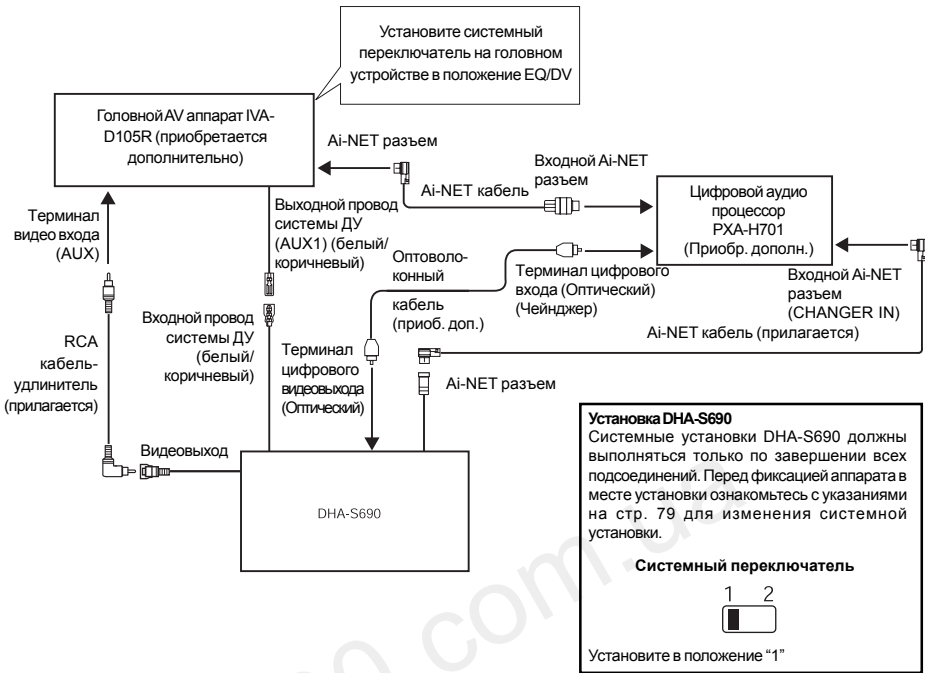 Установите системный
переключатель на головном
устройстве в положение EQ/DV
Головной AV аппарат IVA-
D105R (приобретается
дополнительно)
Ai-NET разъем
Ai-NET кабель
Входной Ai-NET
разъем
Цифровой аудио
процессор
PXA-H701
(Приобр. дополн.)
Терминал
видео входа
(AUX)
Выходной провод
системы ДУ
(AUX1) (белый/
коричневый)
Оптоволо-
конный
кабель
(приоб. доп.)
Терминал цифрового
входа (Оптический)
(Чейнджер)
Входной Ai-NET
разъем
(CHANGER IN)
Ai-NET кабель (прилагается)
RCA
кабель-
удлинитель
(прилагается)
Входной провод
системы ДУ
(белый/
коричневый)
Терминал
цифрового
видеовыхода
(Оптический)
Ai-NET разъем
Видеовыход
DHA-S690
Установка DHA-S690
Системные установки DHA-S690 должны
выполняться только по завершении всех
подсоединений. Перед фиксацией аппарата в
месте установки ознакомьтесь с указаниями
на стр. 79 для изменения системной
установки.
Системный переключатель
1 2
Установите в положение “1”